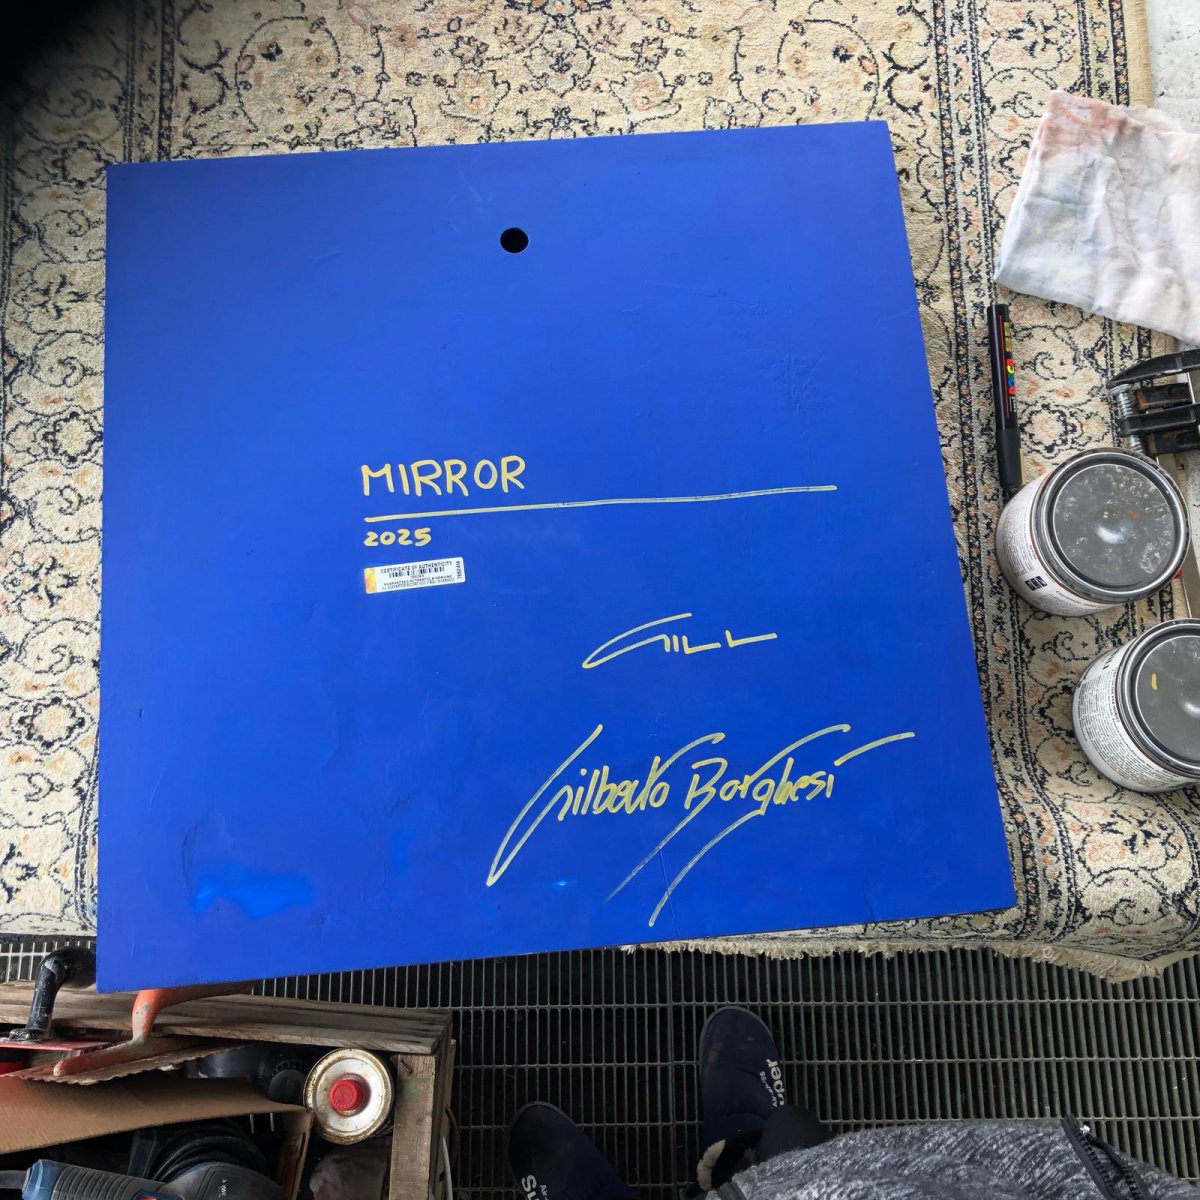 MIRROR
2025
CERTIFICATE OF AUTHENTICITY
GILL
Gilberto Borghesi